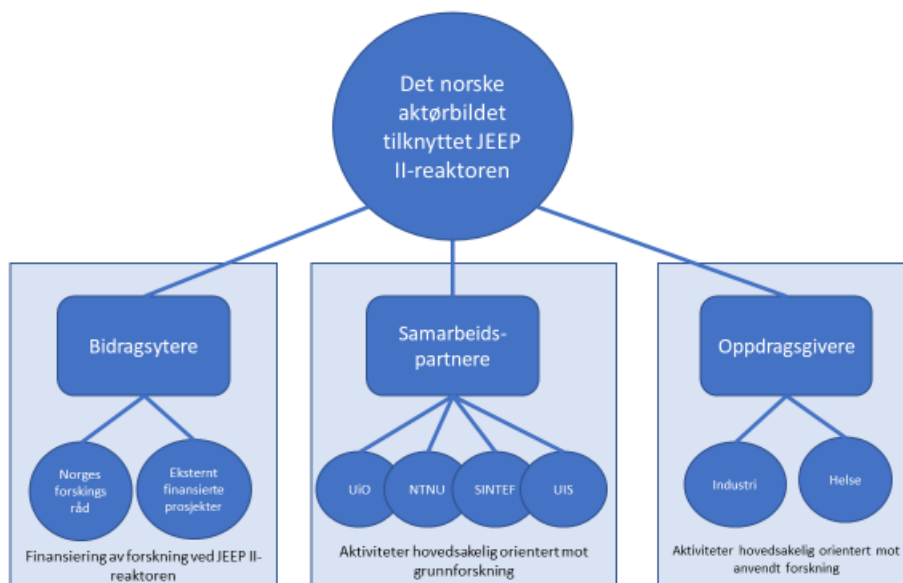 Det norske
aktørbildet
tilknyttet JEEP
II-reaktoren
Bidragsytere
Samarbeids-
partnere
Oppdragsgivere
Norges
forskings
råd
Eksternt
finansierte
prosjekter
UiO
NTNU
SINTEF
UIS
Industri
Helse
Finansiering av forskning ved JEEP II-
reaktoren
Aktiviteter hovedsakelig orientert mot
grunnforskning
Aktiviteter hovedsakelig orientert mot
anvendt forskning